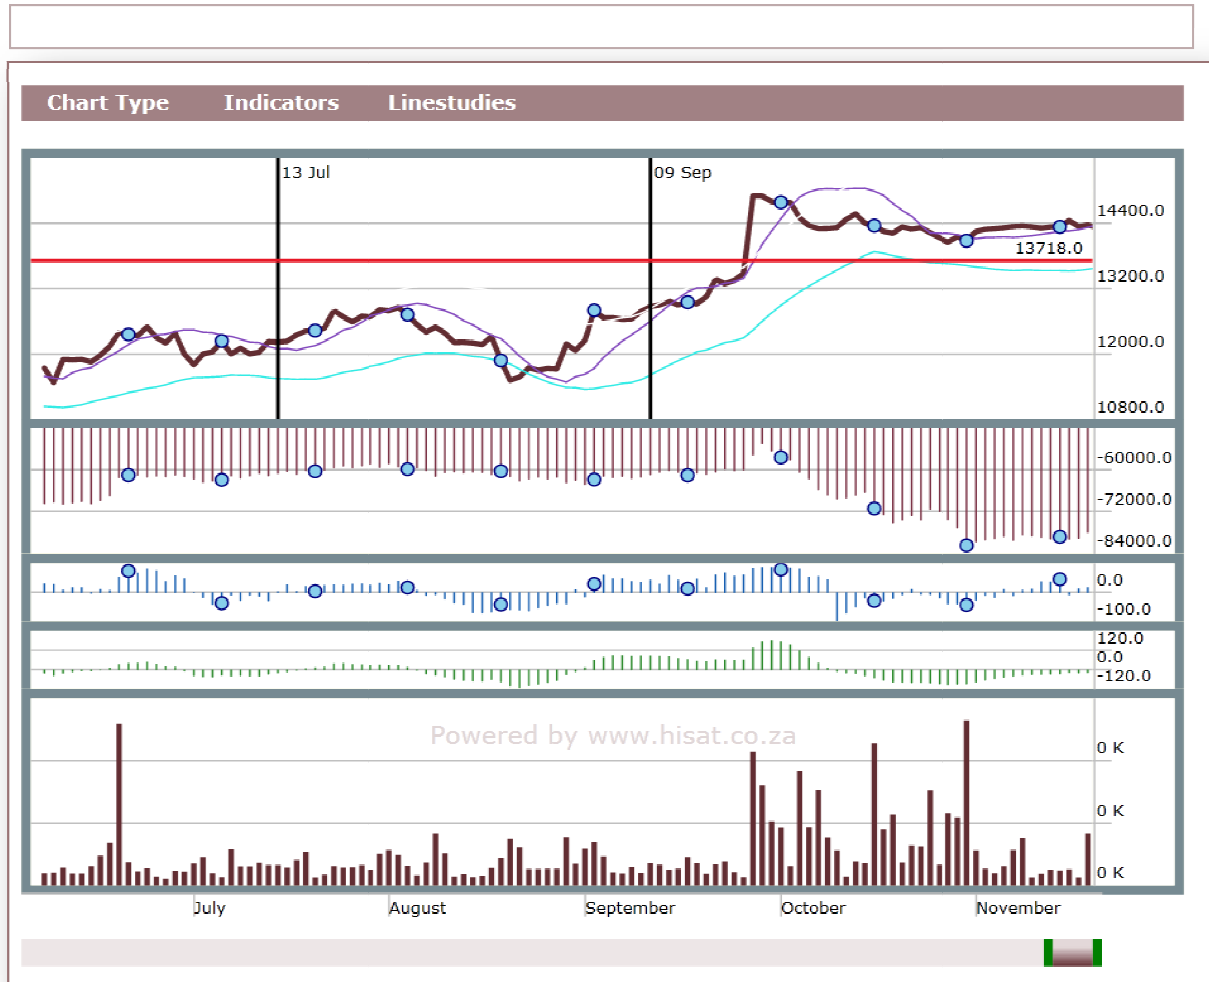 Chart Type Indicators Linestudies
13 Jul 09 Sep
14400.0
13718.0
13200.0
12000.0
10800.0
-60000.0
-72000.0
-84000.0
0.0
-100.0
120.0
0.0
-120.0
Powered by www.hisat.co.za
0 K
0 K
0 K
July August September October November